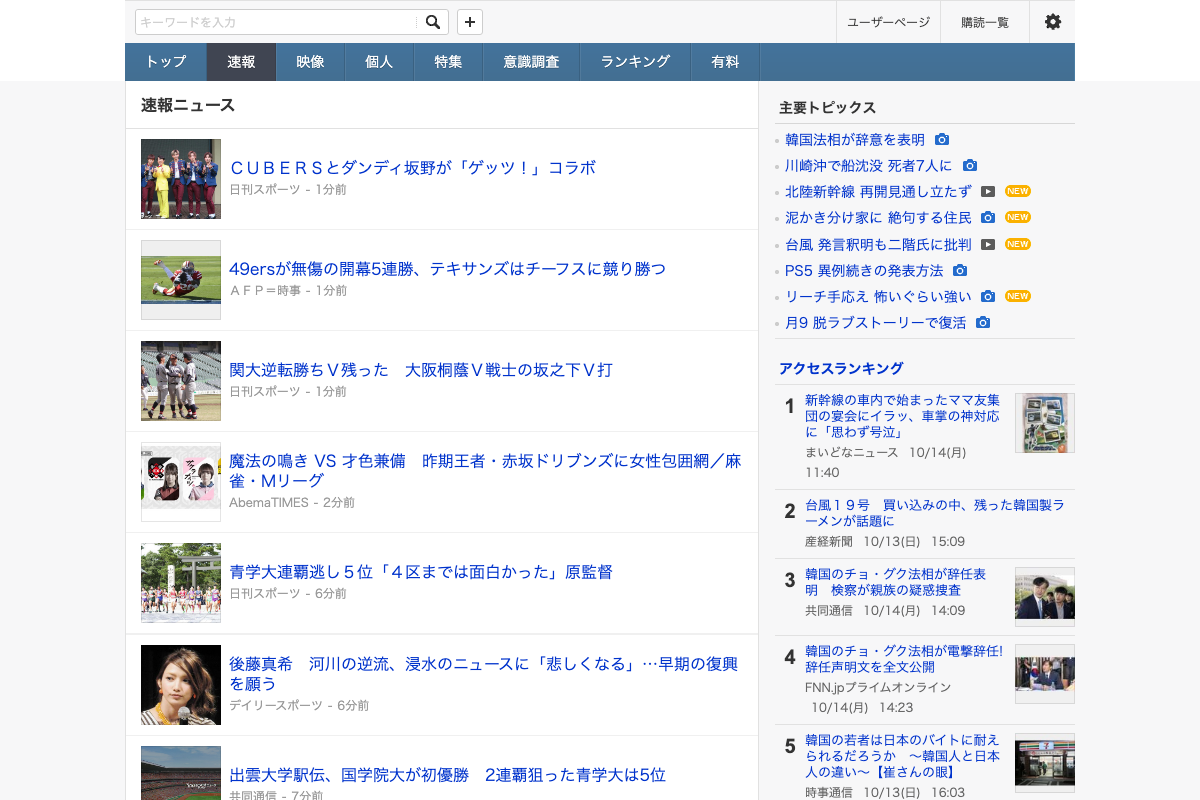 キーワードを入力
ユーザーページ
購読一覧
トップ
速報
映像
個人
特集
意識調査
ランキング
有料
速報ニュース
ＣＵＢＥＲＳとダンディ坂野が「ゲッツ！」コラボ
日刊スポーツ - 1分前
49ersが無傷の開幕5連勝、テキサンズはチーフスに競り勝つ
ＡＦＰ＝時事 - 1分前
関大逆転勝ちＶ残った　大阪桐蔭Ｖ戦士の坂之下Ｖ打
日刊スポーツ - 1分前
魔法の鳴き VS 才色兼備　昨期王者・赤坂ドリブンズに女性包囲網／麻
雀・Mリーグ
AbemaTIMES - 2分前
青学大連覇逃し５位「４区までは面白かった」原監督
日刊スポーツ - 6分前
後藤真希　河川の逆流、浸水のニュースに「悲しくなる」…早期の復興
を願う
デイリースポーツ - 6分前
出雲大学駅伝、国学院大が初優勝　2連覇狙った青学大は5位
共同通信 - 7分前
主要トピックス
韓国法相が辞意を表明
川崎沖で船沈没 死者7人に
北陸新幹線 再開見通し立たず NEW
泥かき分け家に 絶句する住民 NEW
台風 発言釈明も二階氏に批判 NEW
PS5 異例続きの発表方法
リーチ手応え 怖いぐらい強い NEW
月9 脱ラブストーリーで復活
アクセスランキング
1
新幹線の車内で始まったママ友集
団の宴会にイラッ、車掌の神対応
に「思わず号泣」
まいどなニュース 10/14(月)
11:40
2
台風１９号　買い込みの中、残った韓国製ラ
ーメンが話題に
産経新聞 10/13(日) 15:09
3
韓国のチョ・グク法相が辞任表
明　検察が親族の疑惑捜査
共同通信 10/14(月) 14:09
4
韓国のチョ・グク法相が電撃辞任!
辞任声明文を全文公開
FNN.jpプライムオンライン
10/14(月) 14:23
5
韓国の若者は日本のバイトに耐え
られるだろうか　〜韓国人と日本
人の違い〜【崔さんの眼】
時事通信 10/13(日) 16:03